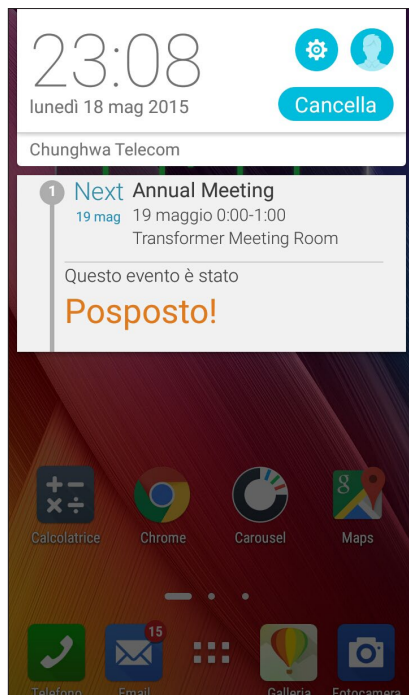 23:08
lunedì 18 mag 2015
Cancella
Chunghwa Telecom
1 Next Annual Meeting
19 mag 19 maggio 0:00-1:00
Transformer Meeting Room
Questo evento è stato
Posposto!
Calcolatrice Chrome Carousel Maps
15
Telefono Email Galleria Fotocamera